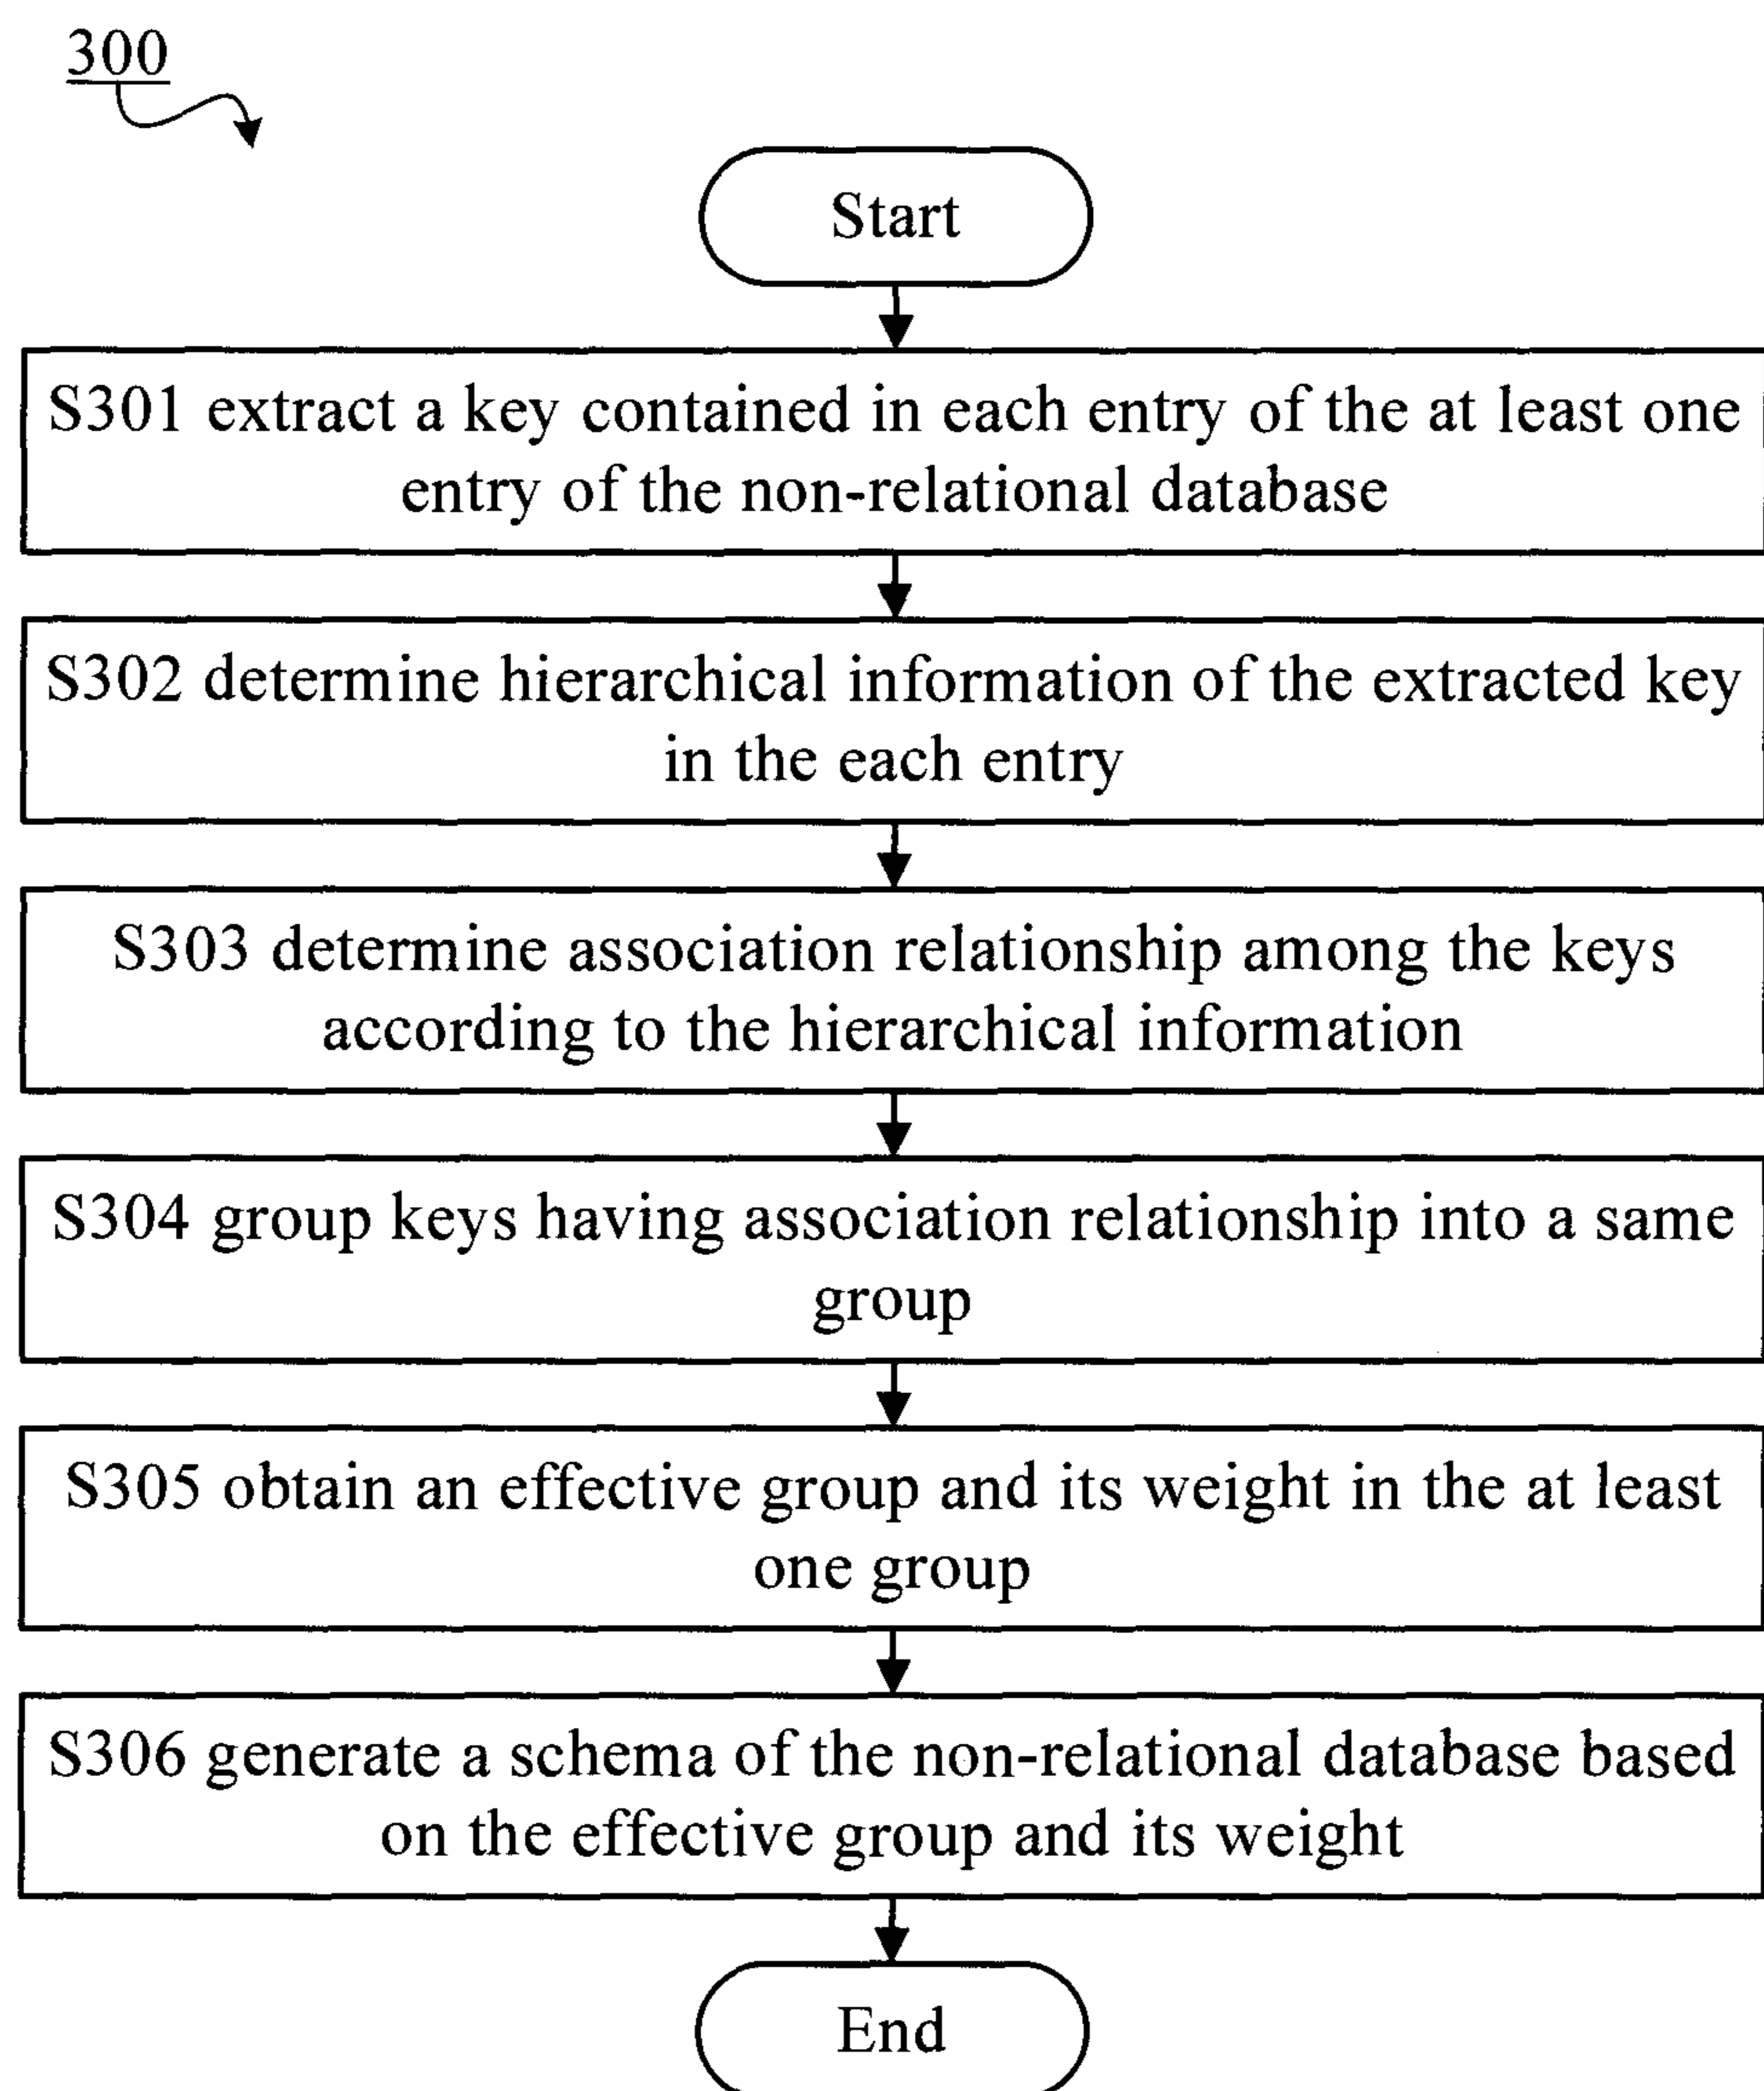 300
Start
S301 extract a key contained in each entry of the at least one
entry of the non-relational database
S302 determine hierarchical information of the extracted key
in the each entry
S303 determine association relationship among the keys
according to the hierarchical information
S304 group keys having association relationship into a same
group
S305 obtain an effective group and its weight in the at least
one group
S306 generate a schema of the non-relational database based
on the effective group and its weight
End